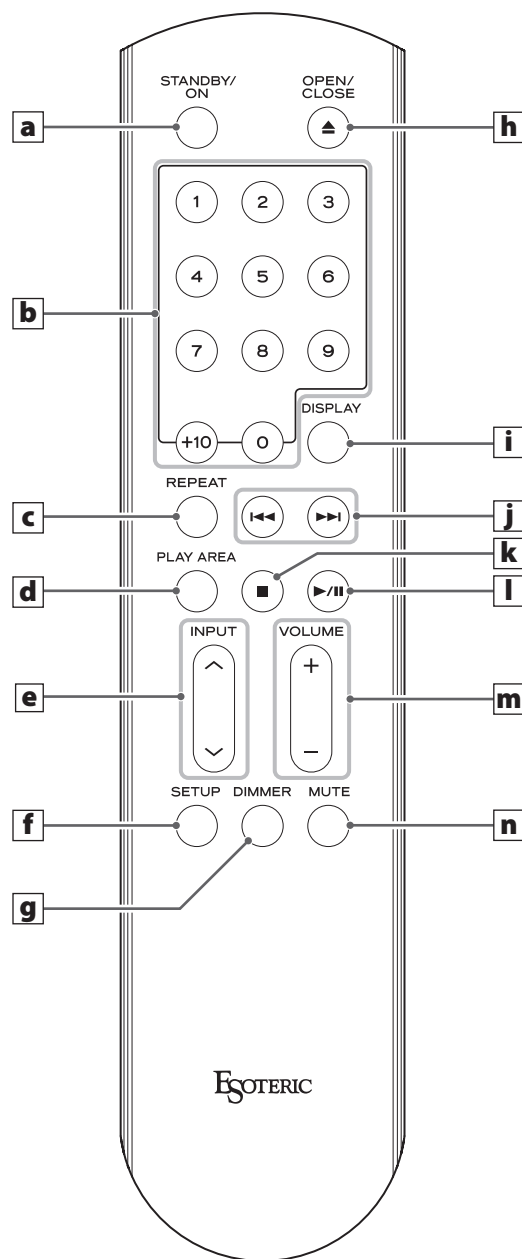 STANDBY/ OPEN/
ON CLOSE
a h
1 2 3
4 5 6
b
7 8 9
DISPLAY
+10 0 i
REPEAT
c j
k
PLAY AREA
d l
INPUT VOLUME
+
e m
−
SETUP DIMMER MUTE
f n
g
ESOTERIC